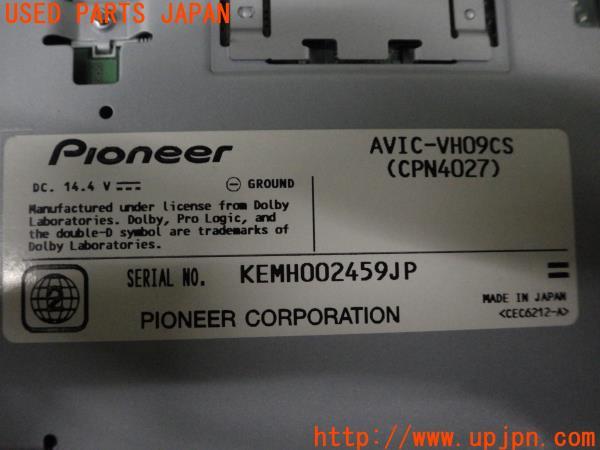 USED PARTS JAPAN
Pioneer
AVIC-VH09CS
(CPN4027)
DC. 14.4 V
GROUND
Manufactured under license from Dolby
Laboratories. Dolby, Pro Logic, and
the double-D symbol are trademarks of
Dolby Laboratories.
2
SERIAL NO. KEMH002459JP
MADE IN JAPAN
PIONEER CORPORATION
<CEC6212-A>
http://www.upjpn.com/